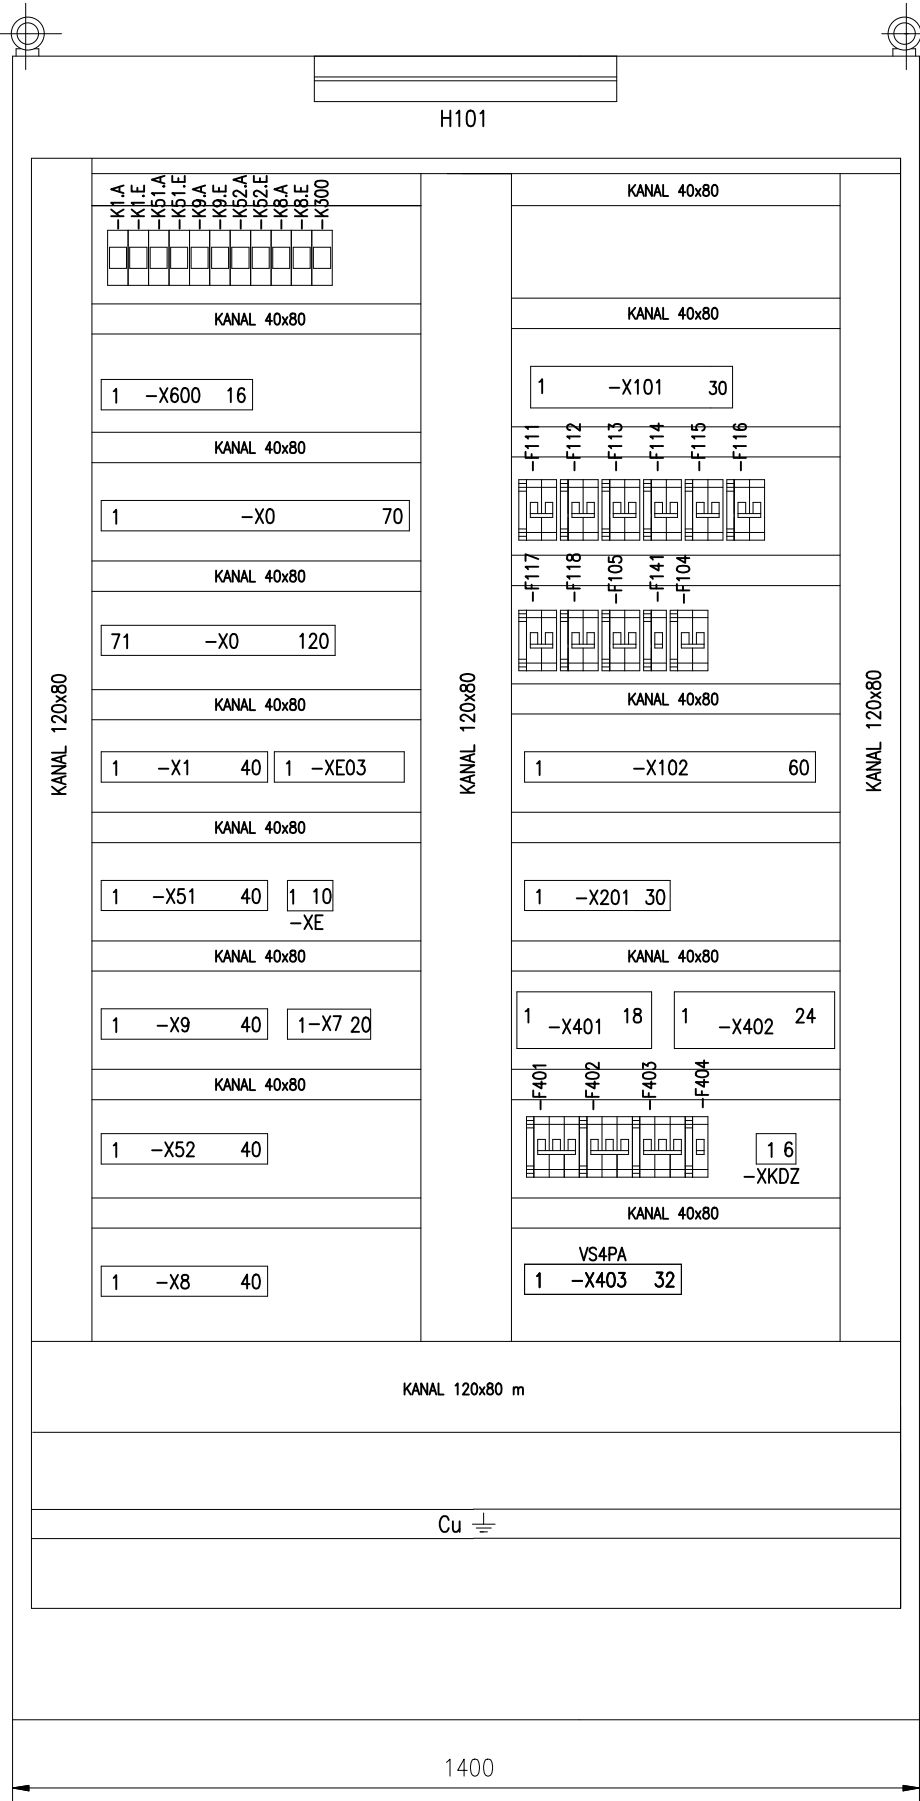 H101
-K1.A
-K1.E
-K51.A
-K51.E
-K9.A
-K9.E
-K52.A
-K52.E
-K8.A
-K8.E
-K300
KANAL 40x80
1 -X600 16
KANAL 40x80
1 -X0 70
KANAL 40x80
71 -X0 120
KANAL 40x80
1 -X1 40
1 -XE03
KANAL 40x80
1 -X51 40
1 10
-XE
KANAL 40x80
1 -X9 40
1-X7 20
KANAL 40x80
1 -X52 40
1 -X8 40
KANAL 120x80
KANAL 120x80
KANAL 120x80
KANAL 40x80
KANAL 40x80
1 -X101 30
-F111
-F112
-F113
-F114
-F115
-F116
-F117
-F118
-F105
-F141
-F104
KANAL 40x80
1 -X102 60
1 -X201 30
KANAL 40x80
1 -X401 18
1 -X402 24
-F401
-F402
-F403
-F404
1 6
-XKDZ
KANAL 40x80
VS4PA
1 -X403 32
KANAL 120x80 m
Cu
1400